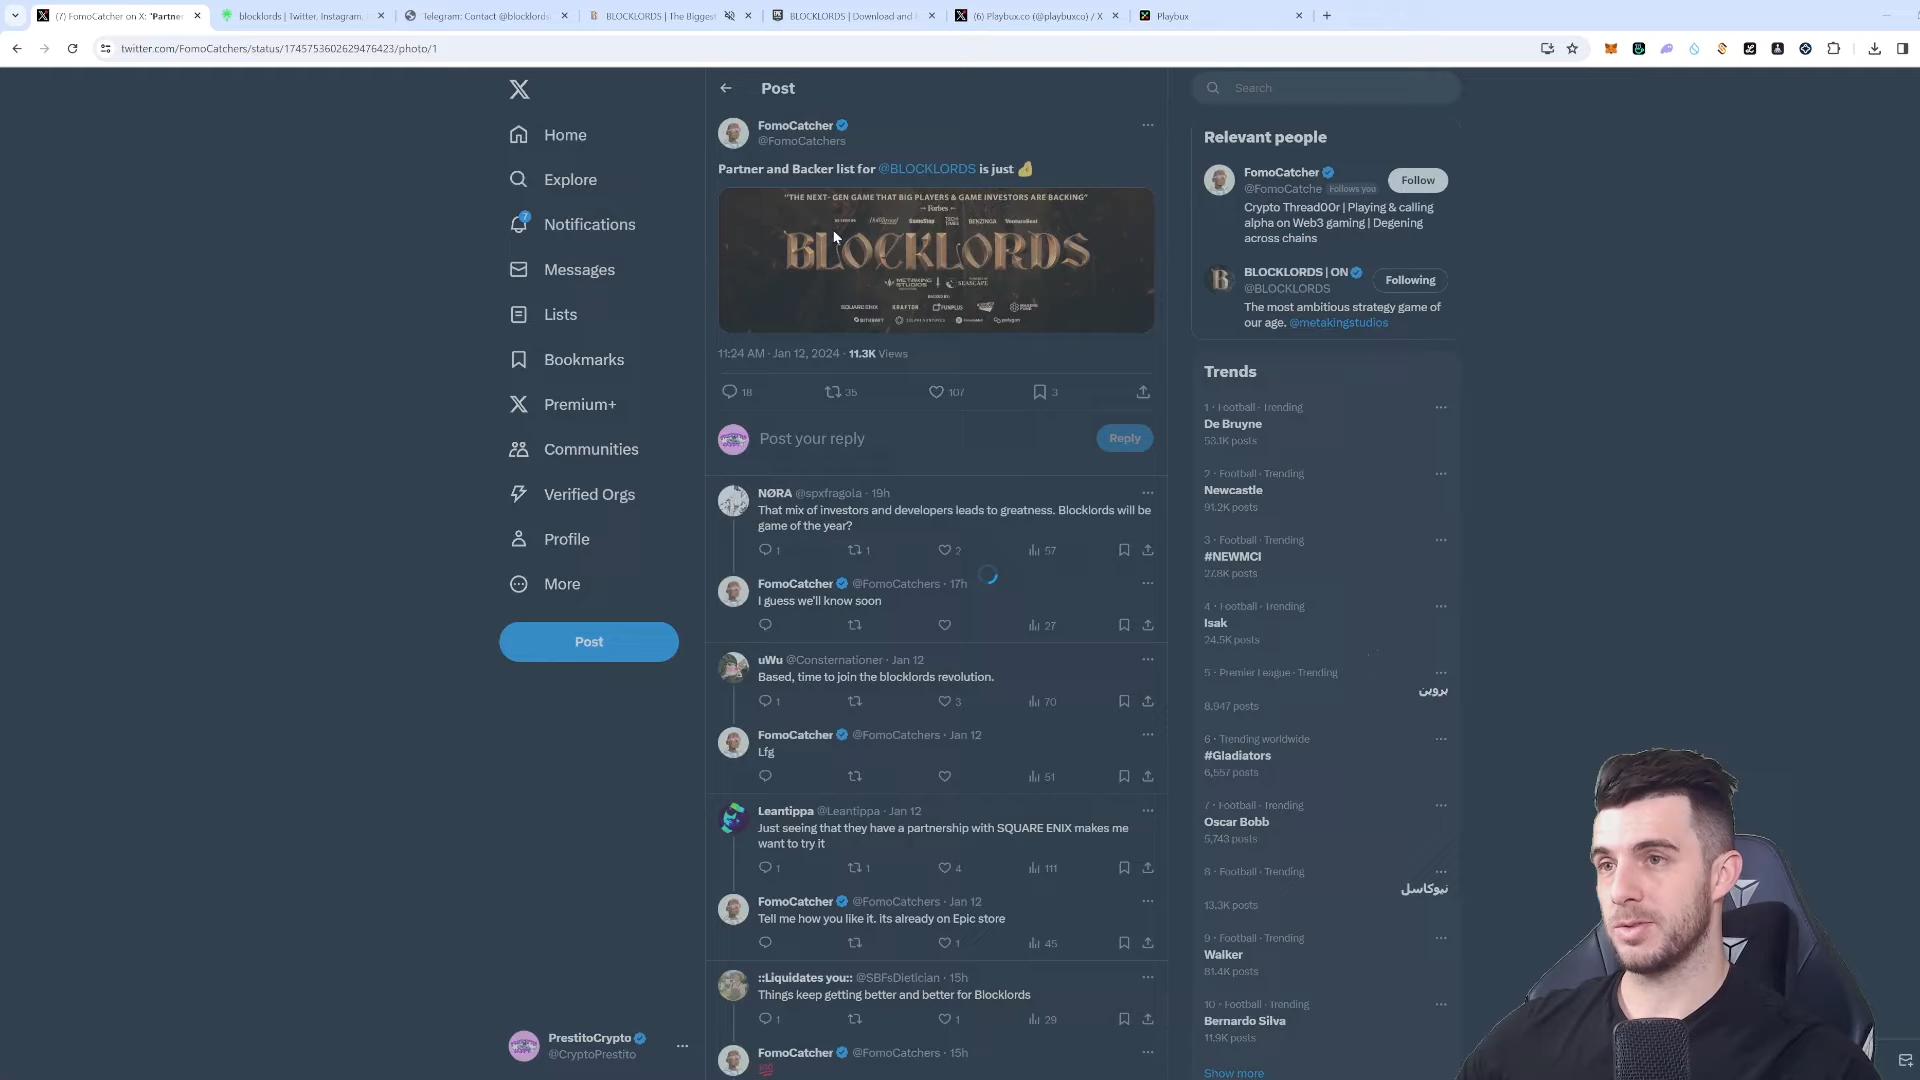 (7) FomoCatcher on X: "Partner
blocklords | Twitter, Instagram,
Telegram: Contact @blocklords
BLOCKLORDS | The Biggest
BLOCKLORDS | Download and
(6) Playbux.co (@playbuxco) / X
Playbux
twitter.com/FomoCatchers/status/1745753602629476423/photo/1
Home
Explore
7
Notifications
Messages
Lists
Bookmarks
Premium+
Communities
Verified Orgs
Profile
More
Post
PrestitoCrypto
@CryptoPrestito
Post
FomoCatcher
@FomoCatchers
Partner and Backer list for @BLOCKLORDS is just
"THE NEXT-GEN GAME THAT BIG PLAYERS & GAME INVESTORS ARE BACKING"
Forbes
GameStop BENZINGA VentureBeat
BLOCKLORDS
METAKING STUDIOS SEASCAPE
SQUARE ENIX KRAFTON FUNPLUS
polygon
11:24 AM · Jan 12, 2024 · 11.3K Views
18 35 107 3
Post your reply
Reply
NØRA @spxfragola · 19h
That mix of investors and developers leads to greatness. Blocklords will be
game of the year?
1 1 2 57
FomoCatcher @FomoCatchers · 17h
I guess we'll know soon
27
uWu @Consternationer · Jan 12
Based, time to join the blocklords revolution.
1 3 70
FomoCatcher @FomoCatchers · Jan 12
Lfg
51
Leantippa @Leantippa · Jan 12
Just seeing that they have a partnership with SQUARE ENIX makes me
want to try it
1 1 4 111
FomoCatcher @FomoCatchers · Jan 12
Tell me how you like it. its already on Epic store
1 45
::Liquidates you:: @SBFsDietician · 15h
Things keep getting better and better for Blocklords
1 1 29
FomoCatcher @FomoCatchers · 15h
Search
Relevant people
FomoCatcher
@FomoCatche Follows you
Follow
Crypto Thread00r | Playing & calling
alpha on Web3 gaming | Degening
across chains
BLOCKLORDS | ON
@BLOCKLORDS
Following
The most ambitious strategy game of
our age. @metakingstudios
Trends
1 · Football · Trending
De Bruyne
53.1K posts
2 · Football · Trending
Newcastle
91.2K posts
3 · Football · Trending
#NEWMCI
27.8K posts
4 · Football · Trending
Isak
24.5K posts
5 · Premier League · Trending
بروين
8,947 posts
6 · Trending worldwide
#Gladiators
6,557 posts
7 · Football · Trending
Oscar Bobb
5,743 posts
8 · Football · Trending
نيوكاسل
13.3K posts
9 · Football · Trending
Walker
81.4K posts
10 · Football · Trending
Bernardo Silva
11.9K posts
Show more